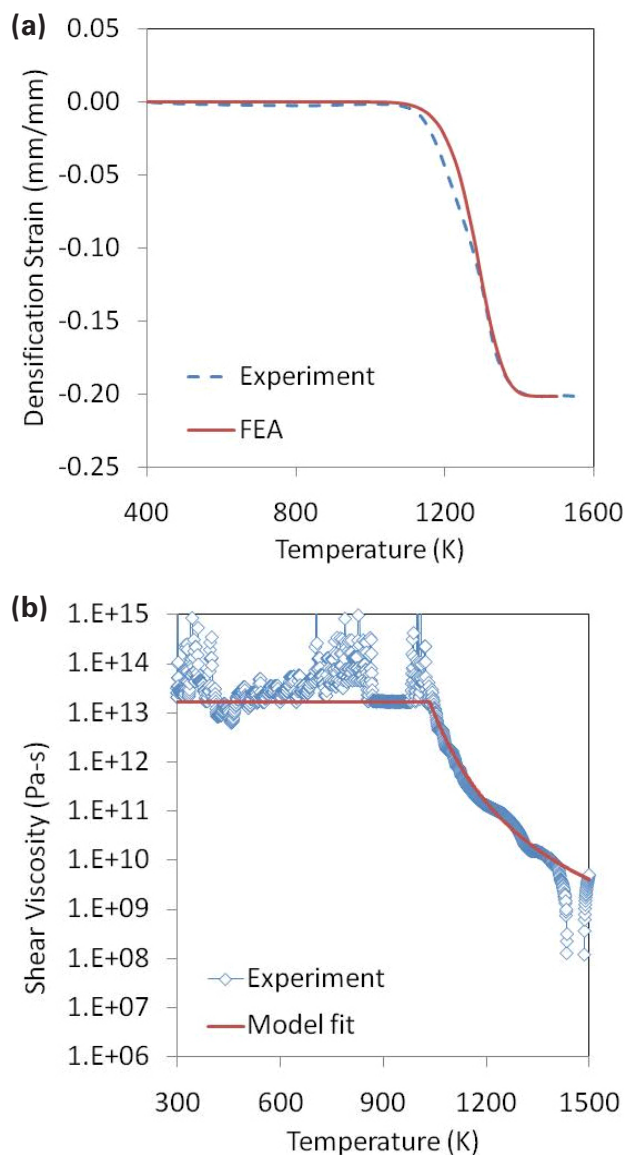 (a)
0.05
0.00
-0.05
-0.10
-0.15
-0.20
-0.25
Densification Strain (mm/mm)
Experiment
FEA
400 800 1200 1600
Temperature (K)
(b)
1.E+15
1.E+14
1.E+13
1.E+12
1.E+11
1.E+10
1.E+09
1.E+08
1.E+07
1.E+06
Shear Viscosity (Pa-s)
Experiment
Model fit
300 600 900 1200 1500
Temperature (K)